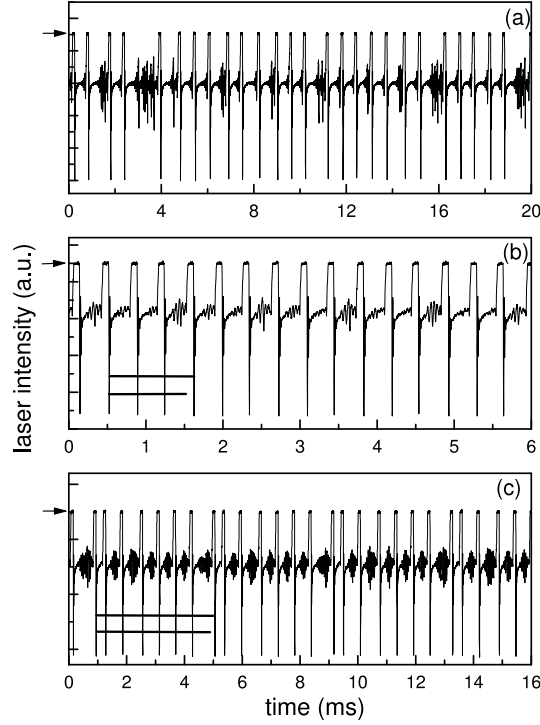 (a)
0 4 8 12 16 20
(b)
laser intensity (a.u.)
0 1 2 3 4 5 6
(c)
0 2 4 6 8 10 12 14 16
time (ms)